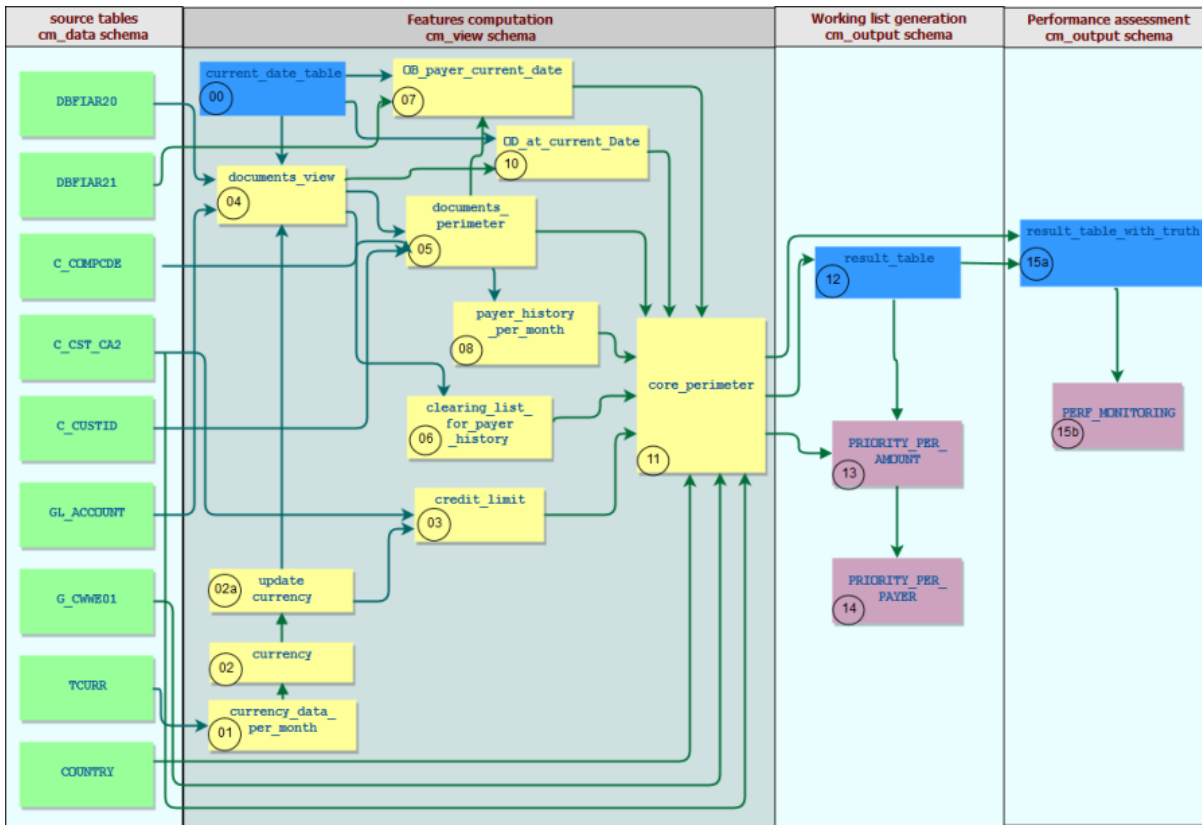 source tables
cm_data schema
Features computation
cm_view schema
Working list generation
cm_output schema
Performance assessment
cm_output schema
DBFIAR20
DBFIAR21
C_COMPCDE
C_CST_CA2
C_CUSTID
GL_ACCOUNT
G_CWWE01
TCURR
COUNTRY
current_date_table
00
OB_payer_current_date
07
OD_at_current_Date
10
documents_view
04
documents_
perimeter
05
payer_history
_per_month
08
clearing_list_
for_payer
_history
06
credit_limit
03
update
currency
02a
currency
02
currency_data_
per_month
01
core_perimeter
11
result_table
12
PRIORITY_PER_
AMOUNT
13
PRIORITY_PER_
PAYER
14
result_table_with_truth
15a
PERF_MONITORING
15b